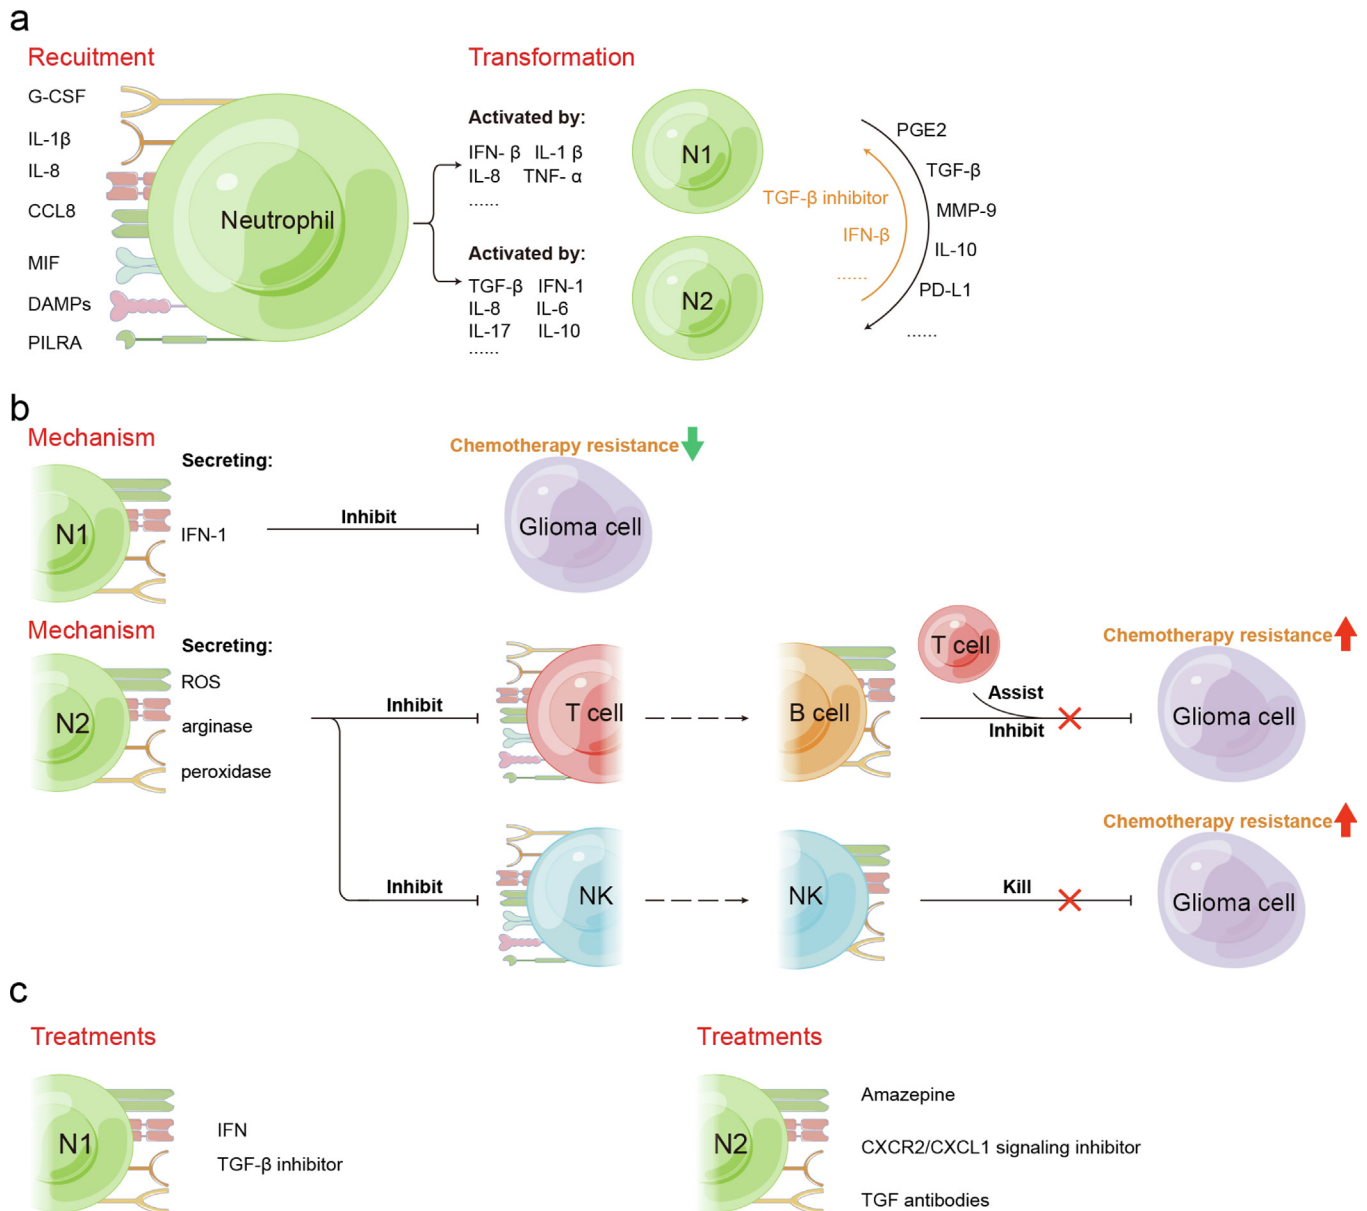 a
Recuitment
G-CSF
IL-1β
IL-8
CCL8
MIF
DAMPs
PILRA
Neutrophil
Transformation
Activated by:
IFN- β IL-1 β
IL-8 TNF- α
......
Activated by:
TGF-β IFN-1
IL-8 IL-6
IL-17 IL-10
......
N1
N2
TGF-β inhibitor
IFN-β
......
PGE2
TGF-β
MMP-9
IL-10
PD-L1
......
b
Mechanism
N1
Secreting:
IFN-1
Inhibit
Chemotherapy resistance
Glioma cell
Mechanism
N2
Secreting:
ROS
arginase
peroxidase
Inhibit
T cell
B cell
T cell
Assist
Inhibit
Chemotherapy resistance
Glioma cell
Inhibit
NK
NK
Kill
Chemotherapy resistance
Glioma cell
c
Treatments
N1
IFN
TGF-β inhibitor
Treatments
N2
Amazepine
CXCR2/CXCL1 signaling inhibitor
TGF antibodies